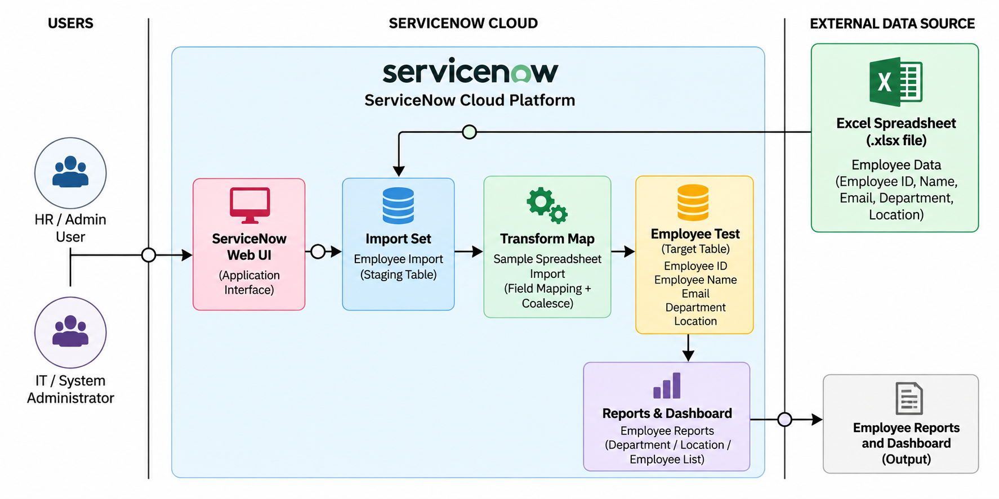 USERS
SERVICENOW CLOUD
EXTERNAL DATA SOURCE
servicenow
ServiceNow Cloud Platform
X
Excel Spreadsheet
(.xlsx file)
Employee Data
(Employee ID, Name,
Email, Department,
Location)
HR / Admin
User
IT / System
Administrator
ServiceNow
Web UI
(Application
Interface)
Import Set
Employee Import
(Staging Table)
Transform Map
Sample Spreadsheet
Import
(Field Mapping +
Coalesce)
Employee Test
(Target Table)
Employee ID
Employee Name
Email
Department
Location
Reports & Dashboard
Employee Reports
(Department / Location /
Employee List)
Employee Reports
and Dashboard
(Output)